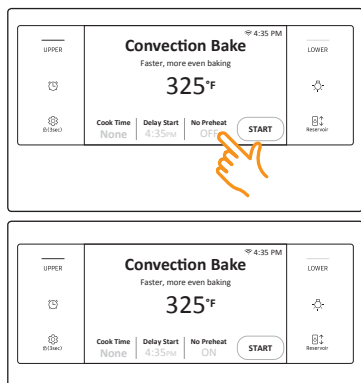 4:35 PM
UPPER
Convection Bake
LOWER
Faster, more even baking
325°F
Cook Time
Delay Start
No Preheat
None
4:35PM
OFF
START
(3sec)
Reservoir
4:35 PM
UPPER
Convection Bake
LOWER
Faster, more even baking
325°F
Cook Time
Delay Start
No Preheat
None
4:35PM
ON
START
(3sec)
Reservoir